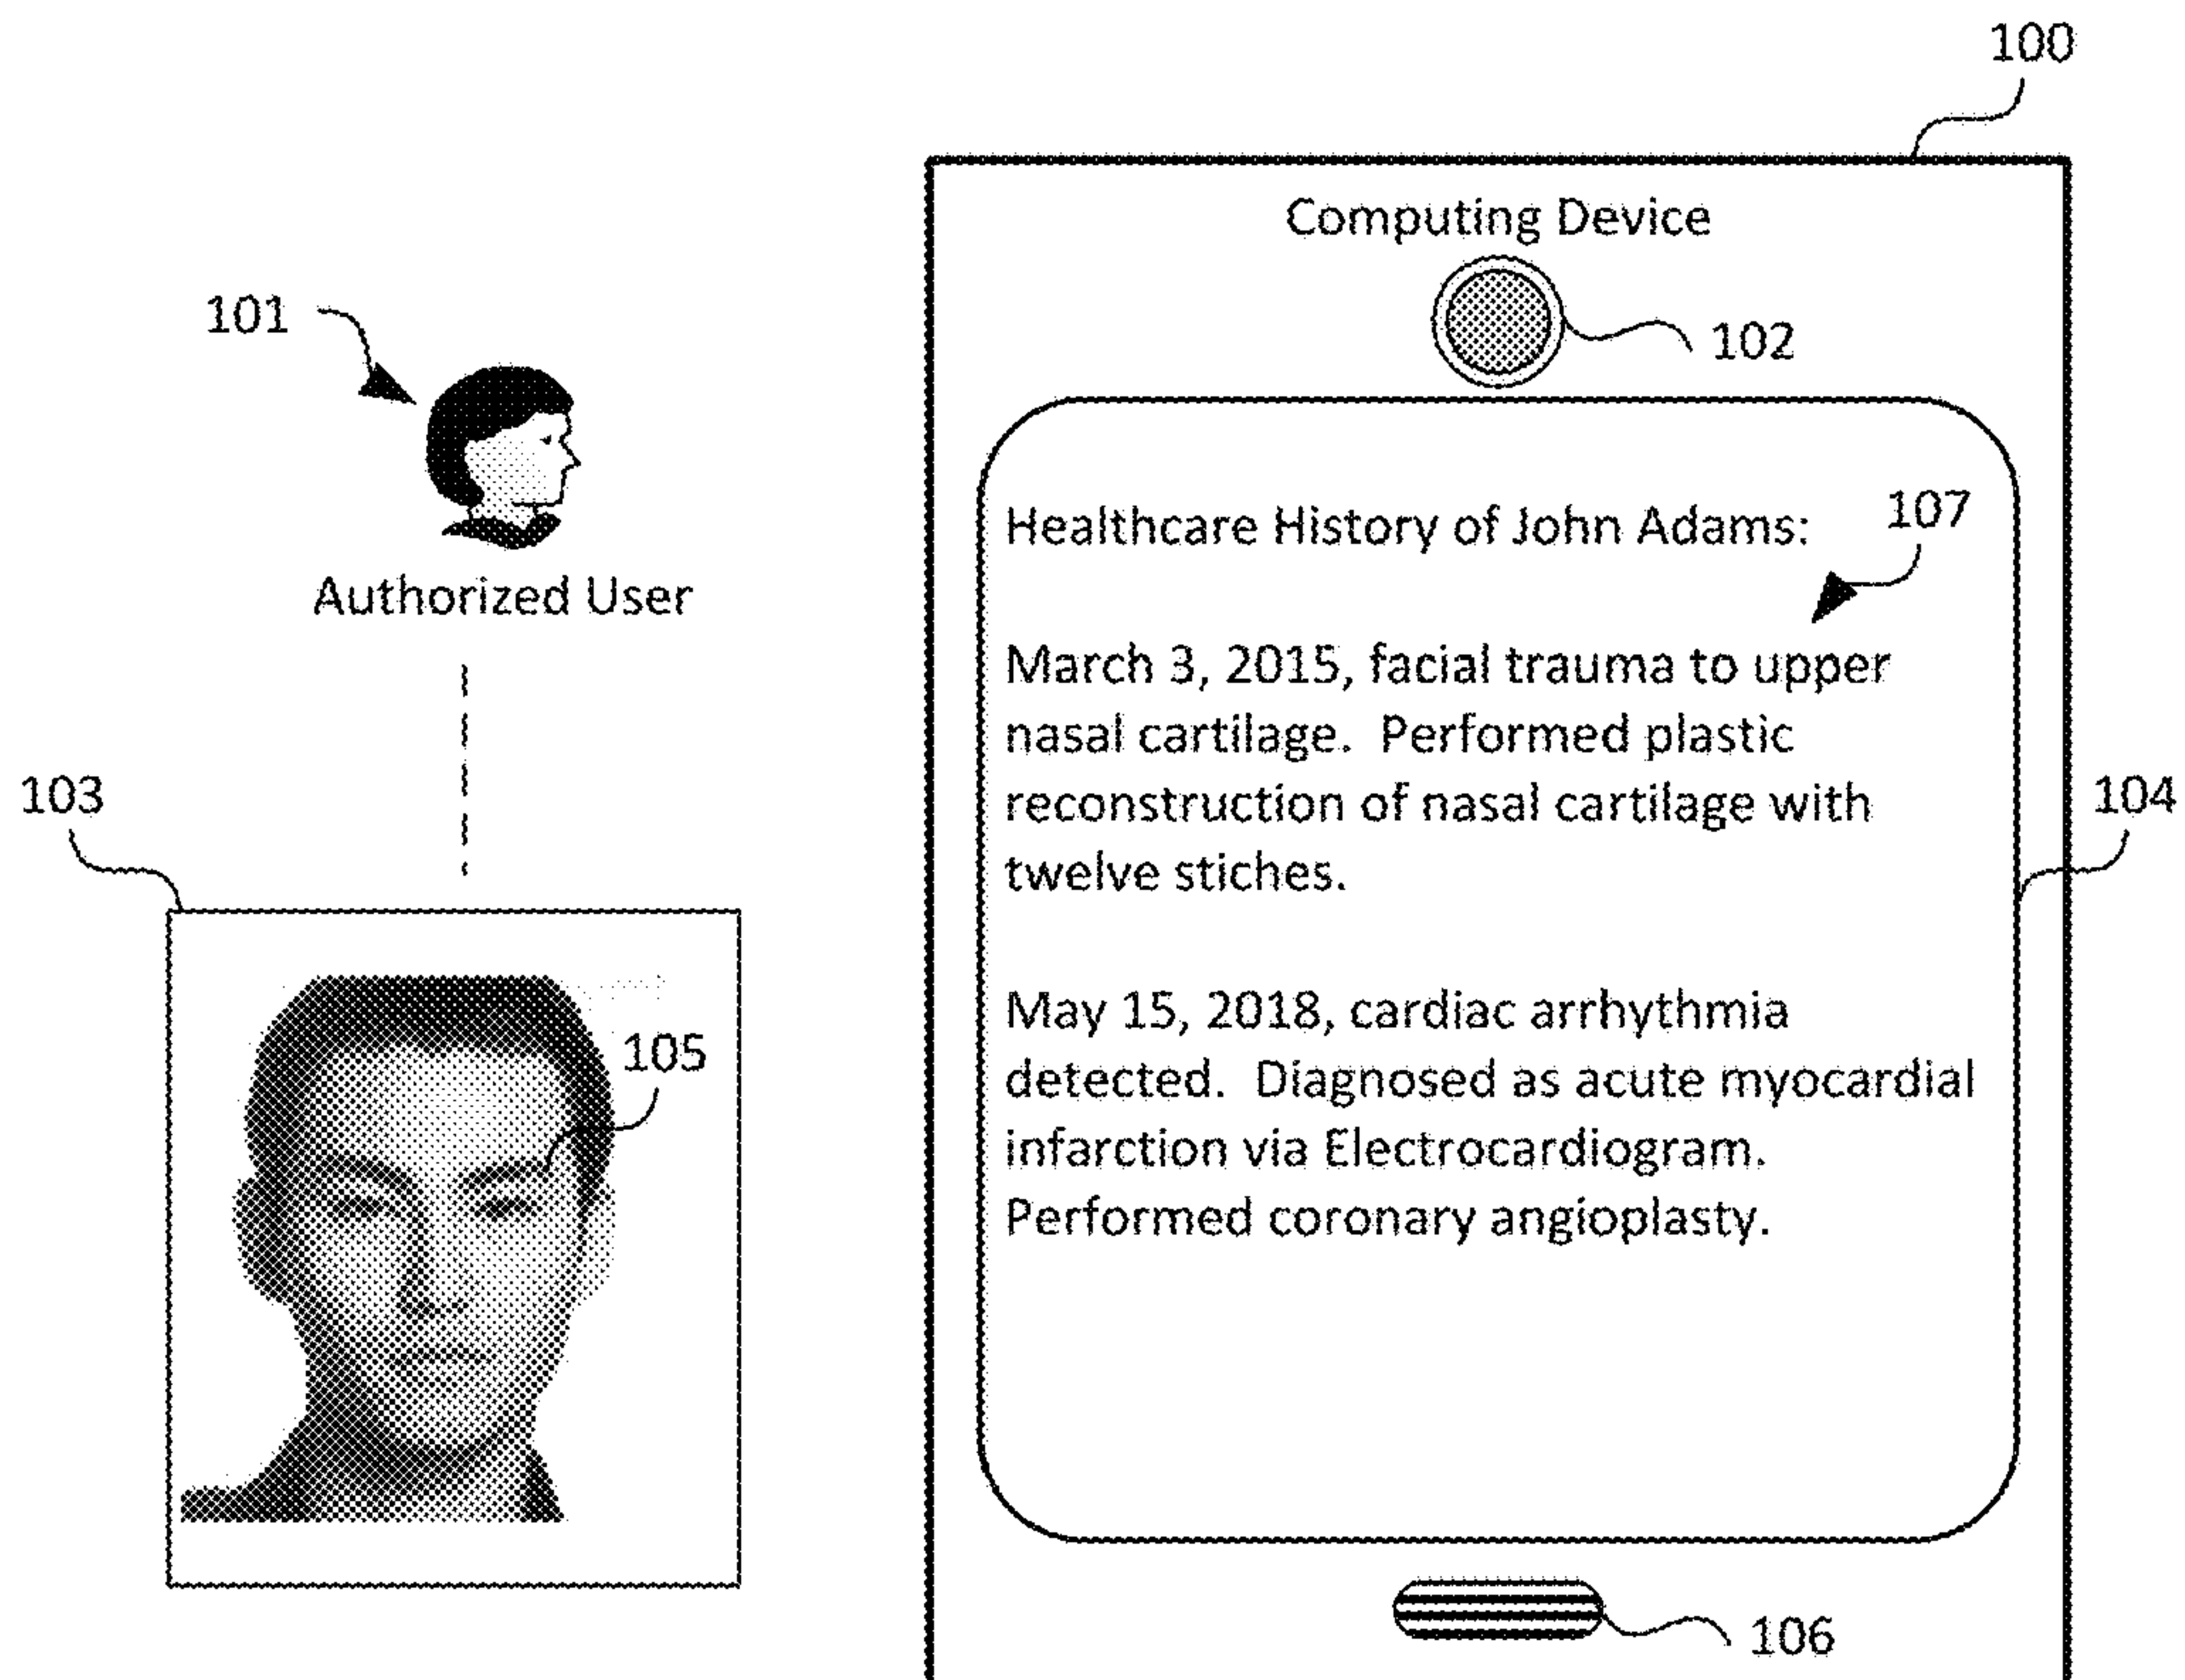 100
Computing Device
101
102
Healthcare History of John Adams:
107
Authorized User
March 3, 2015, facial trauma to upper
nasal cartilage.  Performed plastic
reconstruction of nasal cartilage with
twelve stiches.
103
104
May 15, 2018, cardiac arrhythmia
detected.  Diagnosed as acute myocardial
infarction via Electrocardiogram.
Performed coronary angioplasty.
105
106